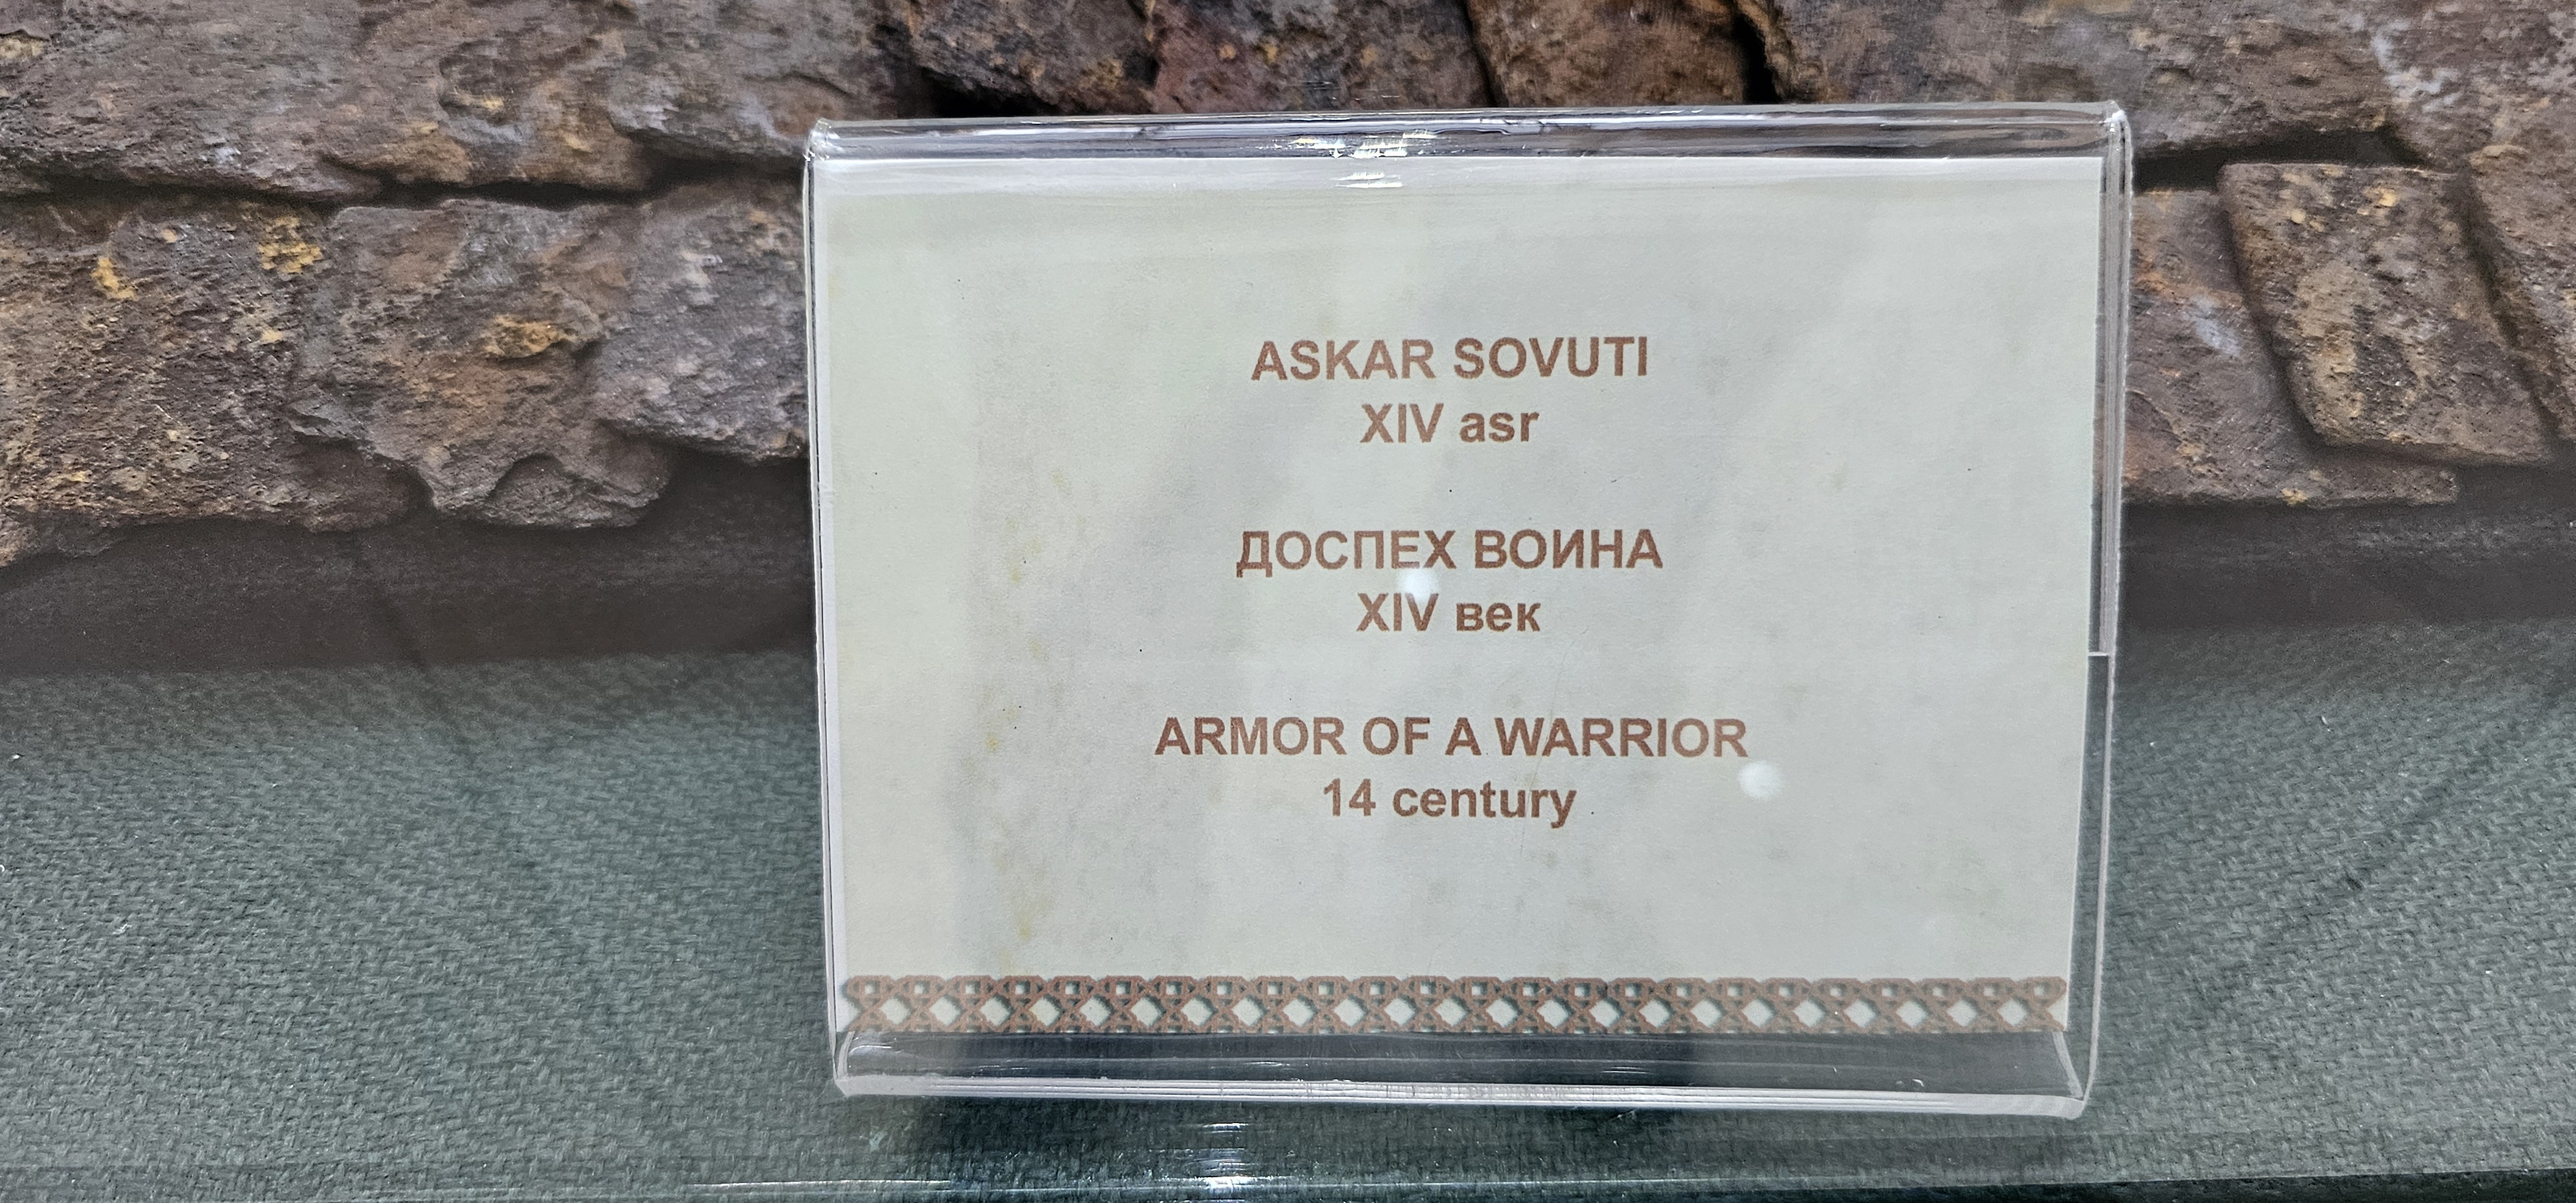 ASKAR SOVUTI
XIV asr
ДОСПЕХ ВОИНА
XIV век
ARMOR OF A WARRIOR
14 century